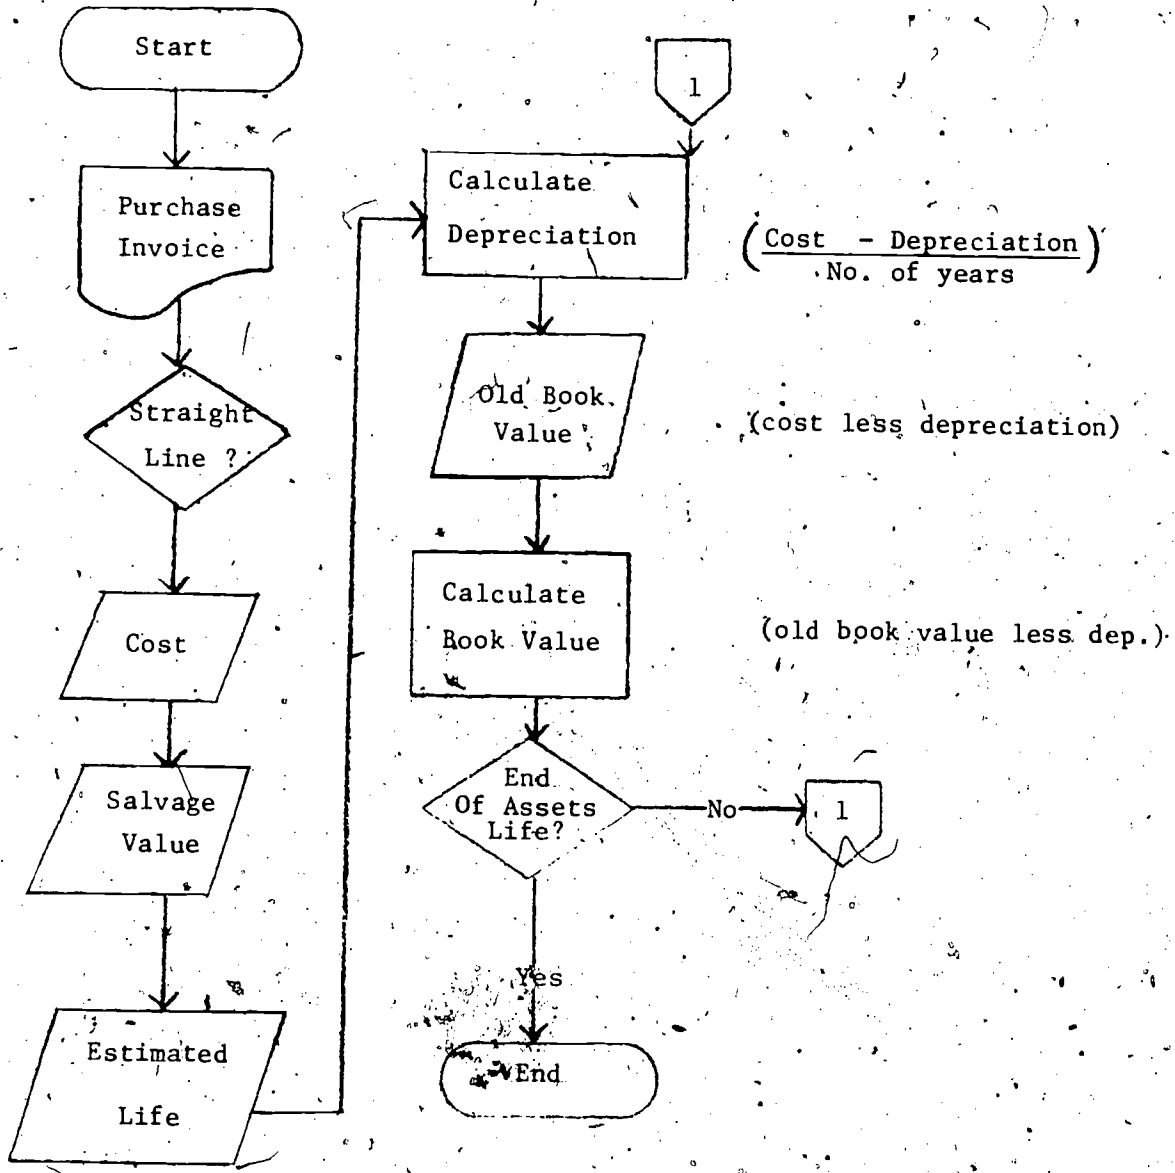 Start
Purchase
Invoice
Straight
Line ?
Cost
Salvage
Value
Estimated
Life
1
Calculate
Depreciation
(Cost - Depreciation)
No. of years
Old Book
Value
(cost less depreciation)
Calculate
Book Value
(old book value less dep.)
End
Of Assets
Life?
No
1
Yes
End